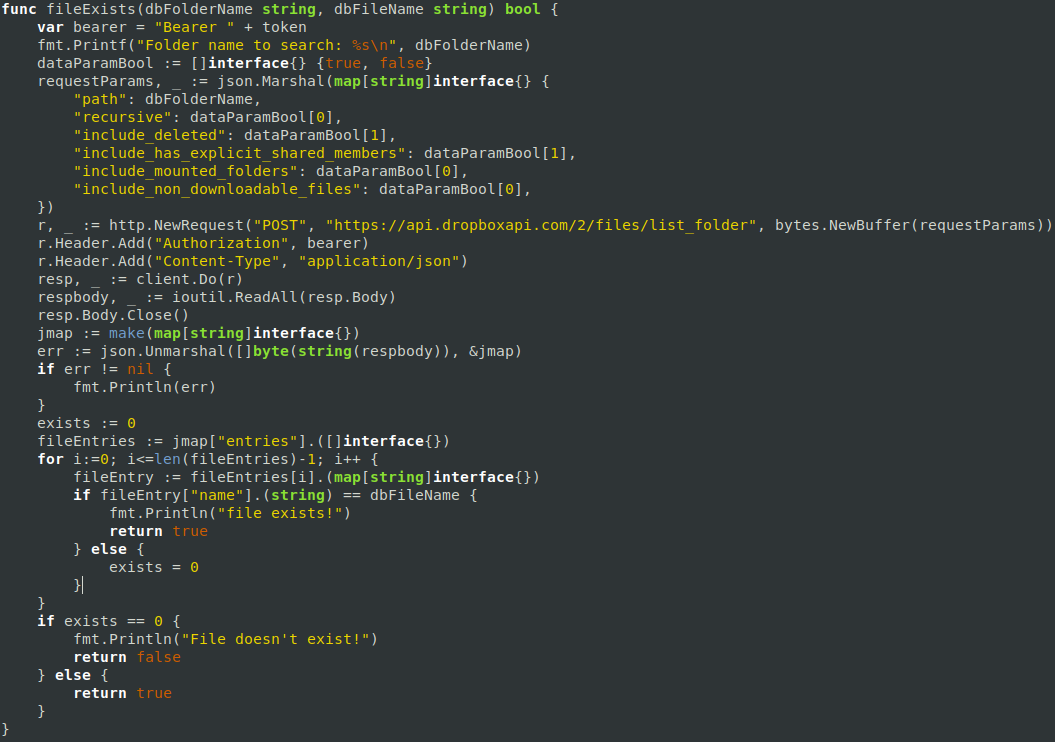 func fileExists(dbFolderName string, dbFileName string) bool {
    var bearer = "Bearer " + token
    fmt.Printf("Folder name to search: %s\n", dbFolderName)
    dataParamBool := []interface{} {true, false}
    requestParams, _ := json.Marshal(map[string]interface{} {
        "path": dbFolderName,
        "recursive": dataParamBool[0],
        "include_deleted": dataParamBool[1],
        "include_has_explicit_shared_members": dataParamBool[1],
        "include_mounted_folders": dataParamBool[0],
        "include_non_downloadable_files": dataParamBool[0],
    })
    r, _ := http.NewRequest("POST", "https://api.dropboxapi.com/2/files/list_folder", bytes.NewBuffer(requestParams))
    r.Header.Add("Authorization", bearer)
    r.Header.Add("Content-Type", "application/json")
    resp, _ := client.Do(r)
    respbody, _ := ioutil.ReadAll(resp.Body)
    resp.Body.Close()
    jmap := make(map[string]interface{})
    err := json.Unmarshal([]byte(string(respbody)), &jmap)
    if err != nil {
        fmt.Println(err)
    }
    exists := 0
    fileEntries := jmap["entries"].([]interface{})
    for i:=0; i<=len(fileEntries)-1; i++ {
        fileEntry := fileEntries[i].(map[string]interface{})
        if fileEntry["name"].(string) == dbFileName {
            fmt.Println("file exists!")
            return true
        } else {
            exists = 0
        }
    }
    if exists == 0 {
        fmt.Println("File doesn't exist!")
        return false
    } else {
        return true
    }
}